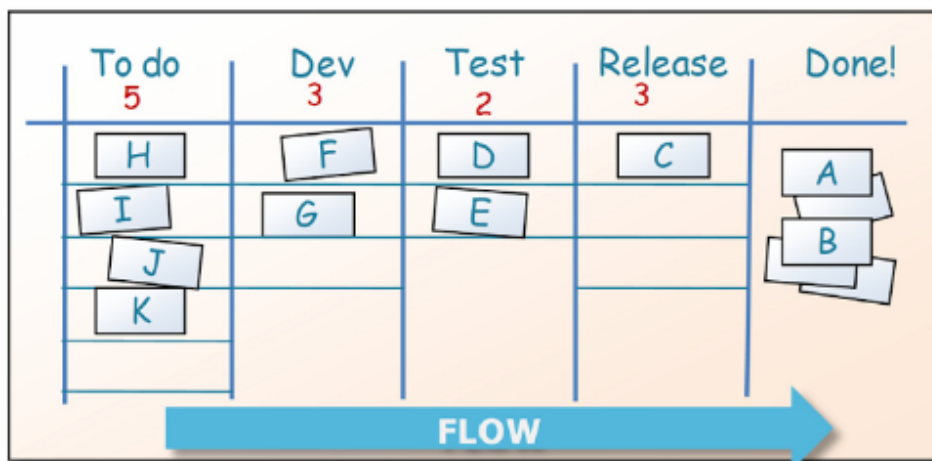 To do Dev Test Release Done!
5 3 2 3
H F D C A
I G E B
J
K
FLOW